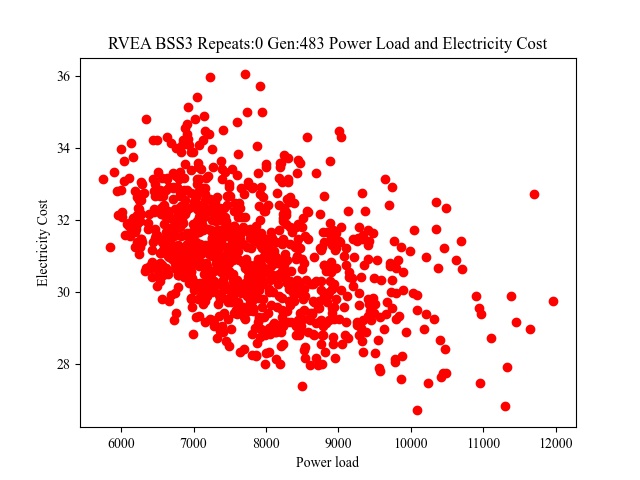 RVEA BSS3 Repeats:0 Gen:483 Power Load and Electricity Cost
36
34
32
30
28
Electricity Cost
6000 7000 8000 9000 10000 11000 12000
Power load